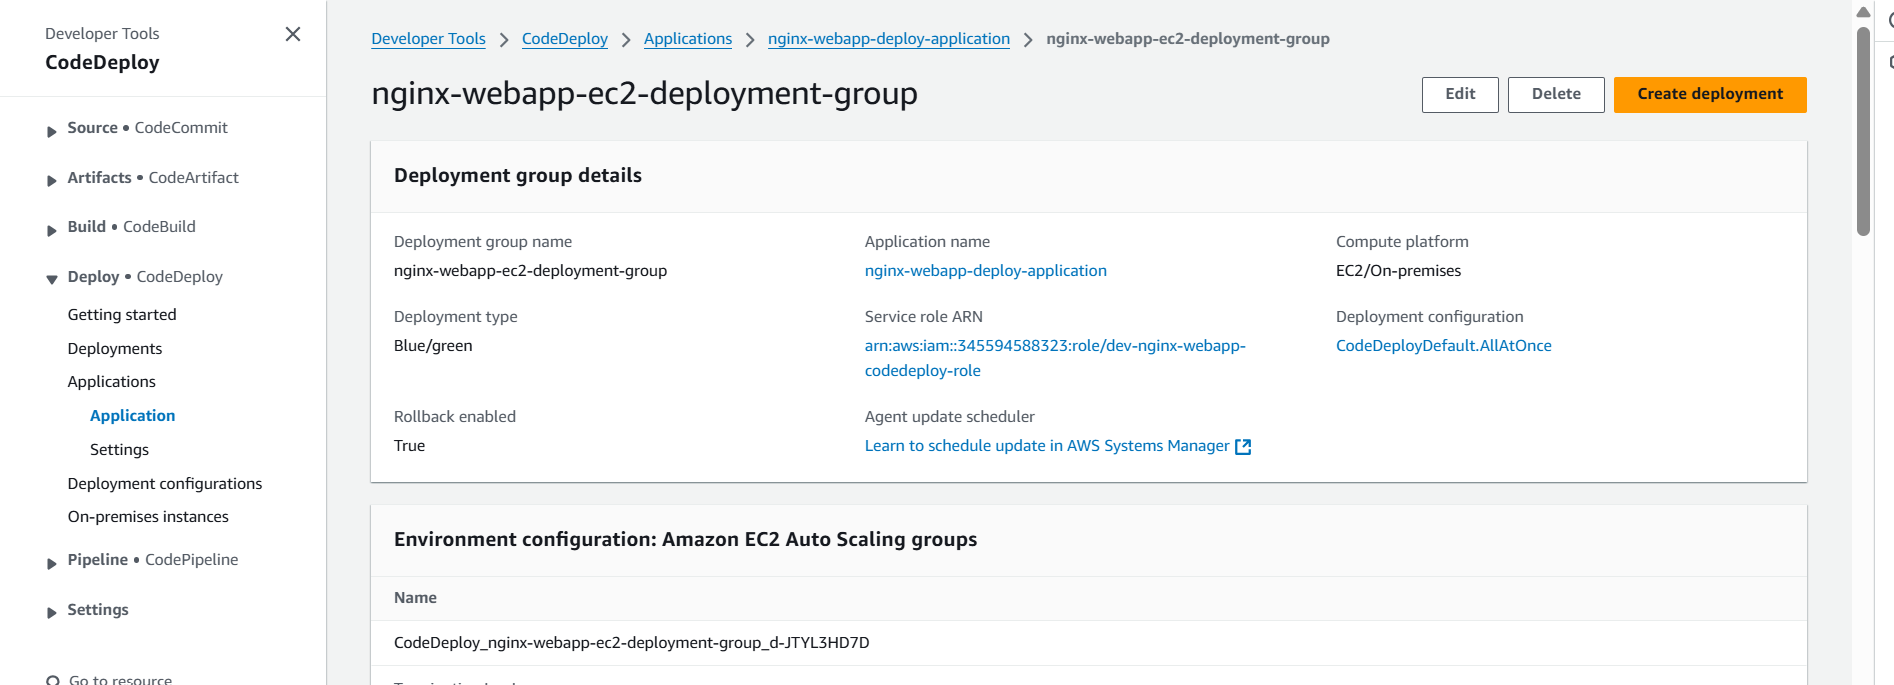 Developer Tools
CodeDeploy
Source • CodeCommit
Artifacts • CodeArtifact
Build • CodeBuild
Deploy • CodeDeploy
Getting started
Deployments
Applications
Application
Settings
Deployment configurations
On-premises instances
Pipeline • CodePipeline
Settings
Go to resource
Developer Tools > CodeDeploy > Applications > nginx-webapp-deploy-application > nginx-webapp-ec2-deployment-group
nginx-webapp-ec2-deployment-group
Edit Delete Create deployment
Deployment group details
Deployment group name
nginx-webapp-ec2-deployment-group
Application name
nginx-webapp-deploy-application
Compute platform
EC2/On-premises
Deployment type
Blue/green
Service role ARN
arn:aws:iam::345594588323:role/dev-nginx-webapp-
codedeploy-role
Deployment configuration
CodeDeployDefault.AllAtOnce
Rollback enabled
True
Agent update scheduler
Learn to schedule update in AWS Systems Manager
Environment configuration: Amazon EC2 Auto Scaling groups
Name
CodeDeploy_nginx-webapp-ec2-deployment-group_d-JTYL3HD7D